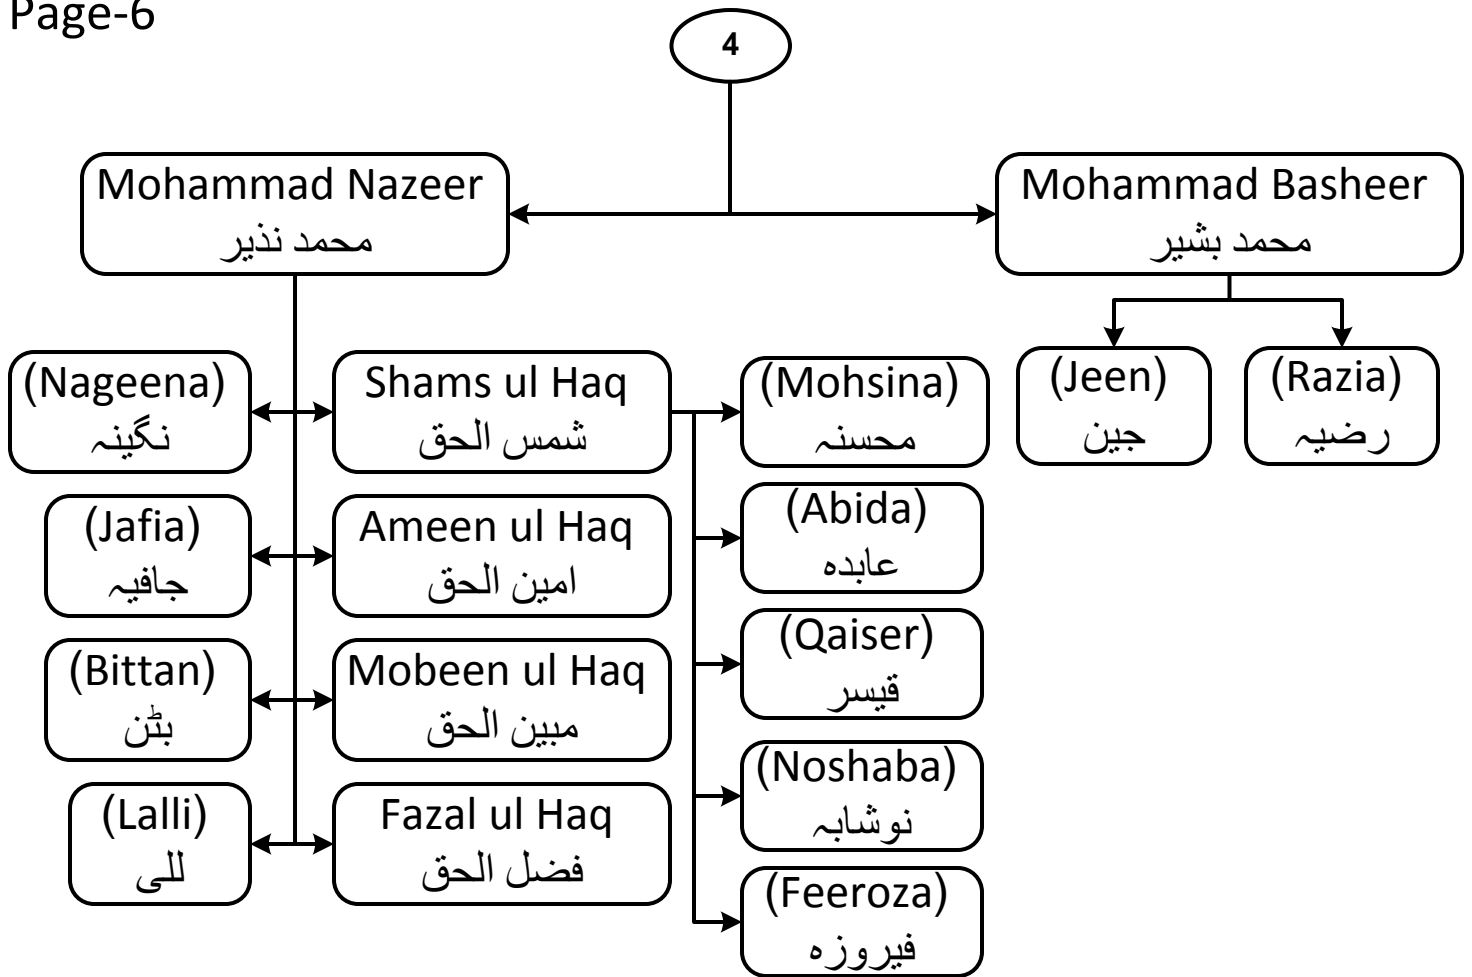 Page-6
4
Mohammad Nazeer
محمد نذیر
Mohammad Basheer
محمد بشیر
(Nageena)
نگینہ
Shams ul Haq
شمس الحق
(Mohsina)
محسنہ
(Jeen)
جین
(Razia)
رضیہ
(Jafia)
جافیہ
Ameen ul Haq
امین الحق
(Abida)
عابدہ
(Bittan)
بٹن
Mobeen ul Haq
مبین الحق
(Qaiser)
قیسر
(Lalli)
للی
Fazal ul Haq
فضل الحق
(Noshaba)
نوشابہ
(Feeroza)
فیروزہ